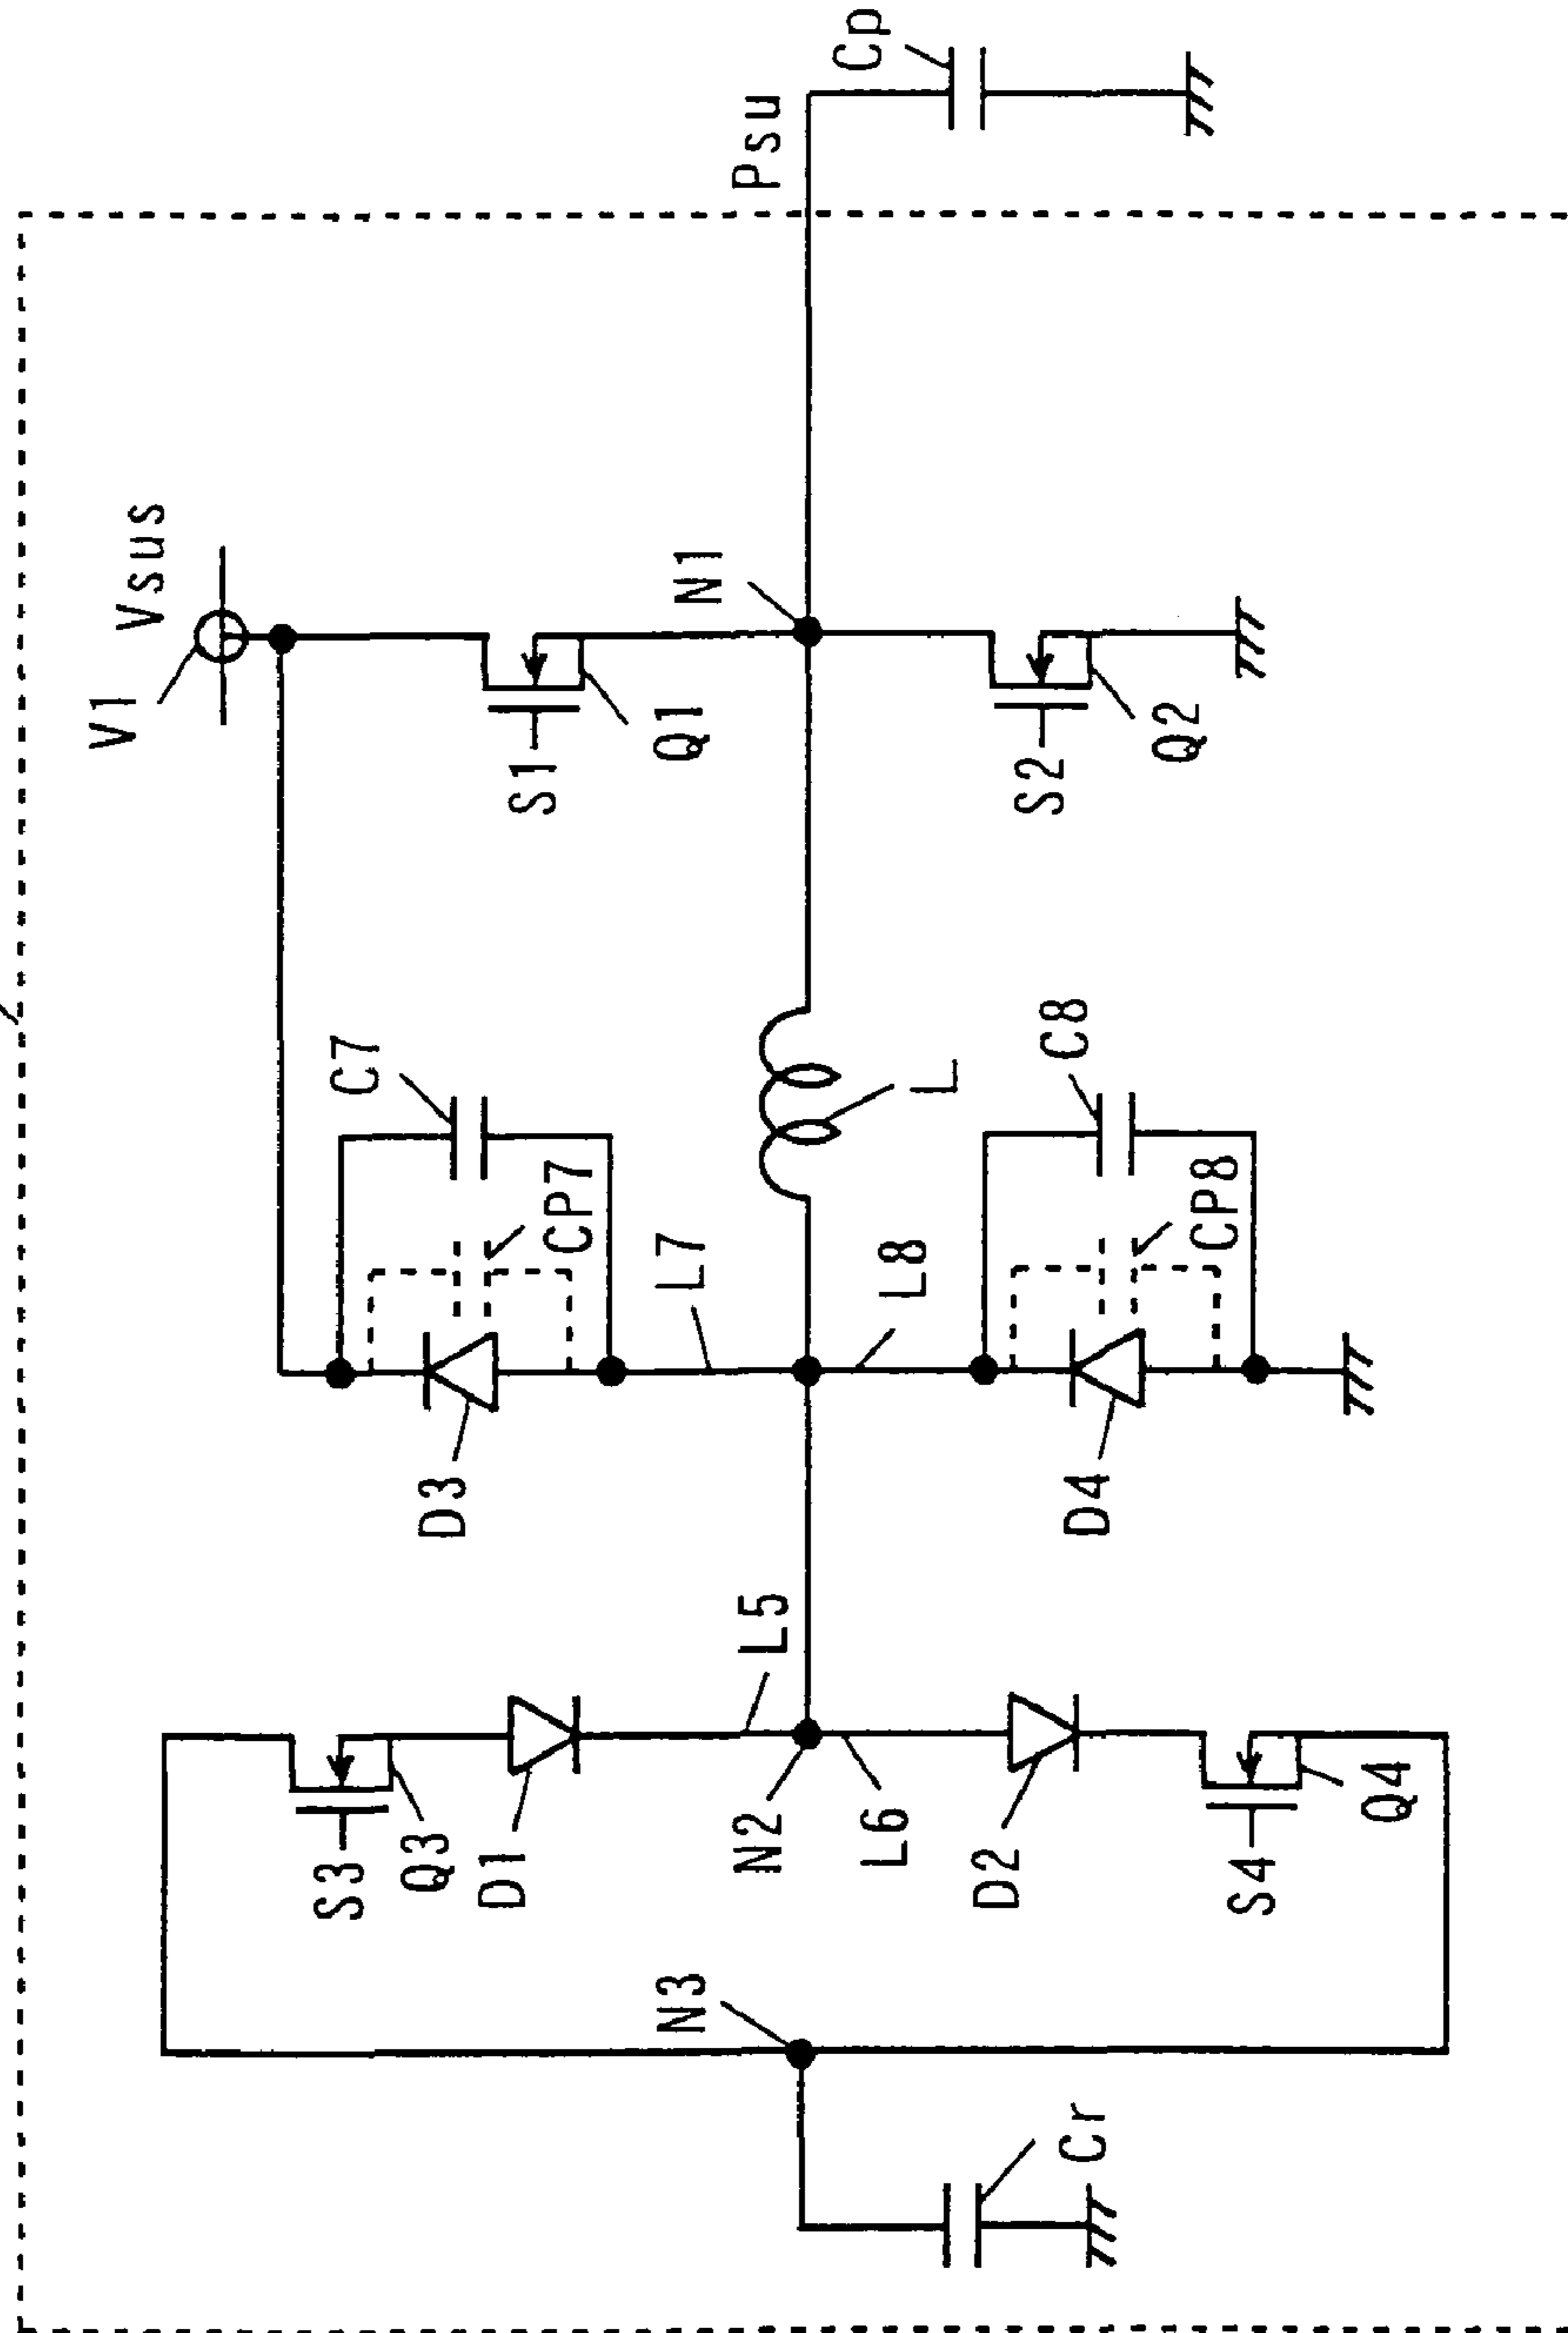 V1
Vsus
S1
Q1
N1
S2
Q2
Psu
Cp
C7
CP7
D3
L7
L
L8
C8
CP8
D4
S3
Q3
D1
L5
N2
L6
D2
S4
Q4
N3
Cr